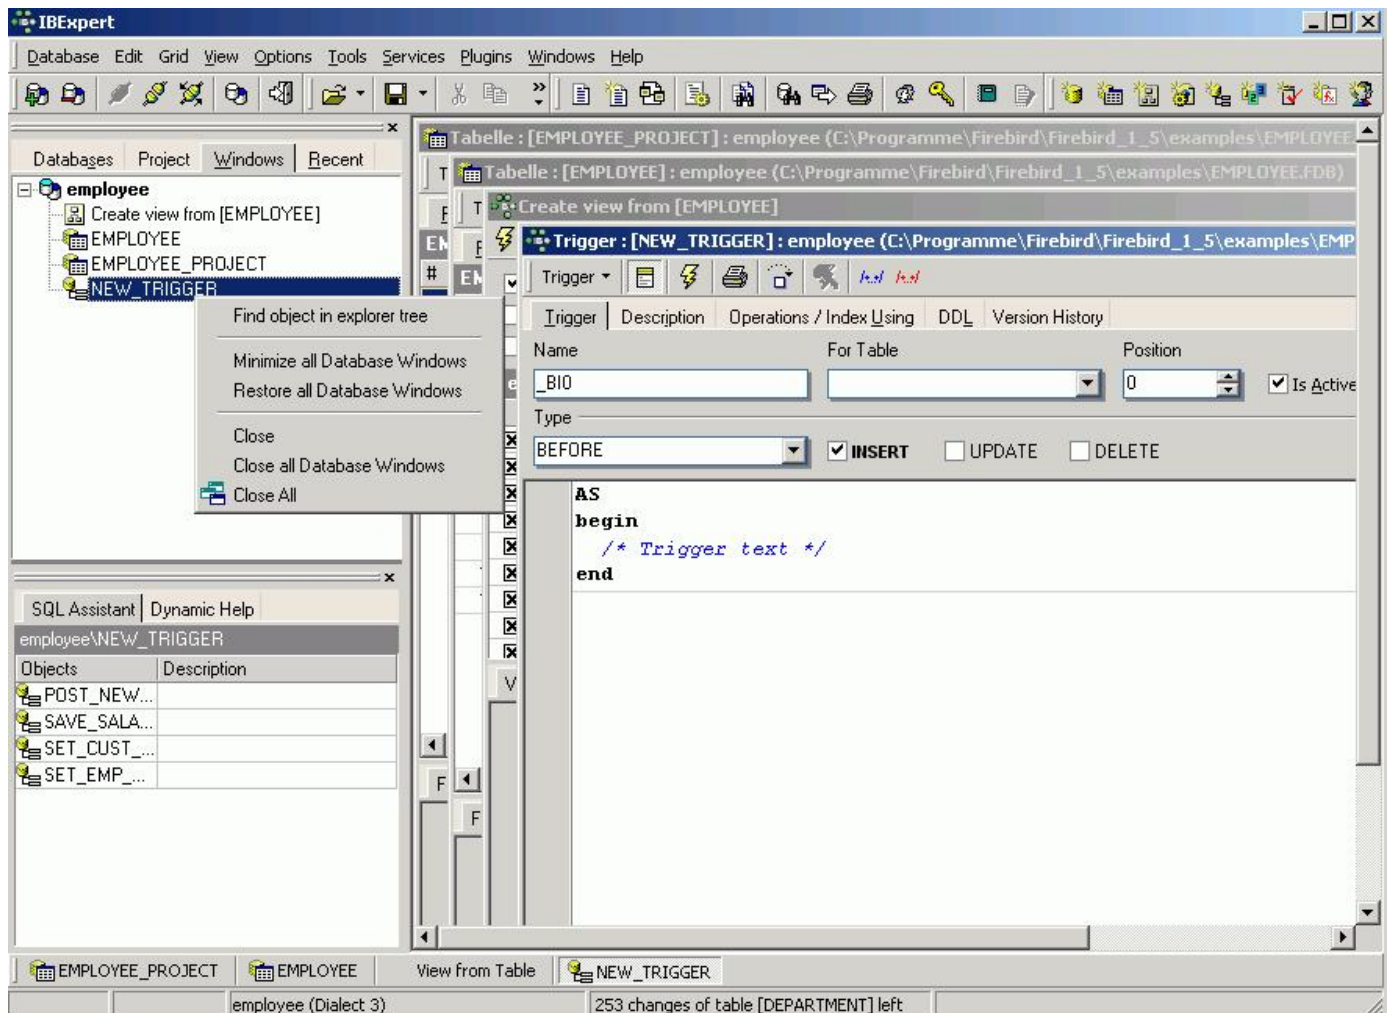 IBExpert
Database Edit Grid View Options Tools Services Plugins Windows Help
Databases Project Windows Recent
employee
Create view from [EMPLOYEE]
EMPLOYEE
EMPLOYEE_PROJECT
NEW_TRIGGER
Find object in explorer tree
Minimize all Database Windows
Restore all Database Windows
Close
Close all Database Windows
Close All
SQL Assistant Dynamic Help
employee\NEW_TRIGGER
Objects Description
POST_NEW...
SAVE_SALA...
SET_CUST_...
SET_EMP_...
Tabelle : [EMPLOYEE_PROJECT] : employee (C:\Programme\Firebird\Firebird_1_5\examples\EMPLOYEE
Tabelle : [EMPLOYEE] : employee (C:\Programme\Firebird\Firebird_1_5\examples\EMPLOYEE.FDB)
Create view from [EMPLOYEE]
Trigger : [NEW_TRIGGER] : employee (C:\Programme\Firebird\Firebird_1_5\examples\EMP
Trigger
Trigger Description Operations / Index Using DDL Version History
Name For Table Position
_BI0 0 Is Active
Type
BEFORE INSERT UPDATE DELETE
AS
begin
/* Trigger text */
end
EMPLOYEE_PROJECT EMPLOYEE View from Table NEW_TRIGGER
employee (Dialect 3) 253 changes of table [DEPARTMENT] left